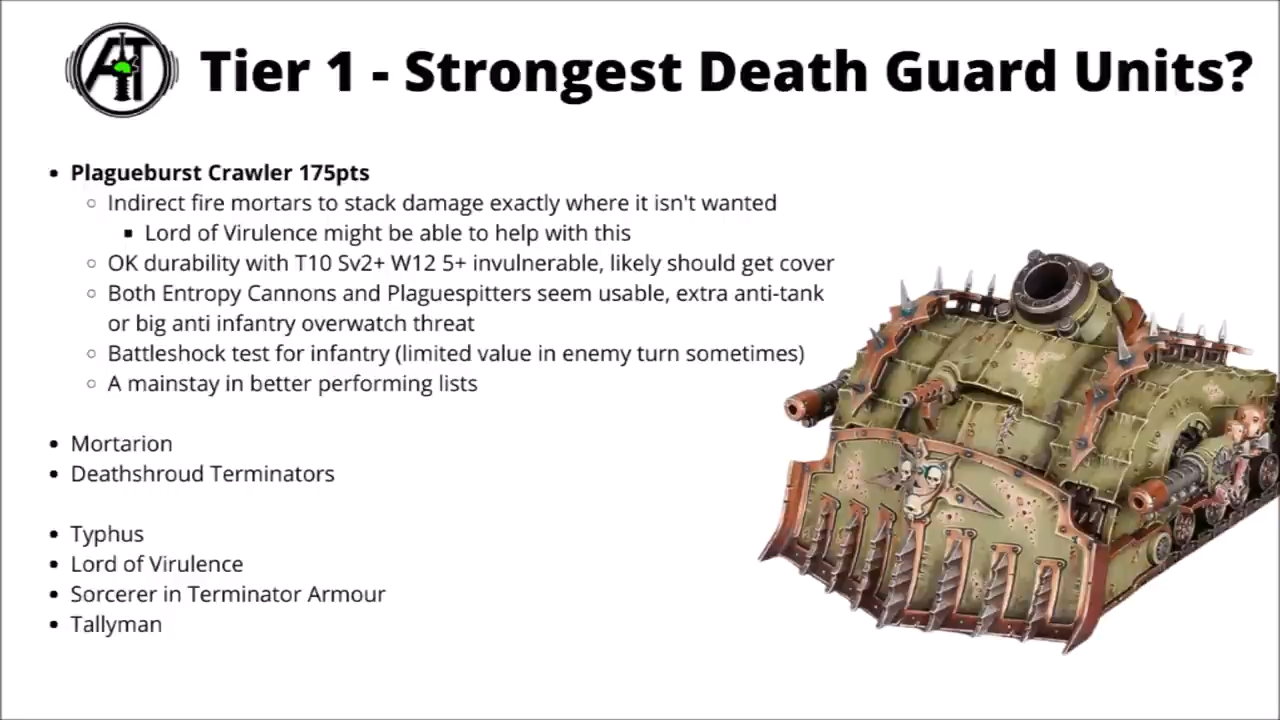 AT
Tier 1 - Strongest Death Guard Units?
• Plagueburst Crawler 175pts
○ Indirect fire mortars to stack damage exactly where it isn't wanted
▪ Lord of Virulence might be able to help with this
○ OK durability with T10 Sv2+ W12 5+ invulnerable, likely should get cover
○ Both Entropy Cannons and Plaguespitters seem usable, extra anti-tank
or big anti infantry overwatch threat
○ Battleshock test for infantry (limited value in enemy turn sometimes)
○ A mainstay in better performing lists
• Mortarion
• Deathshroud Terminators
• Typhus
• Lord of Virulence
• Sorcerer in Terminator Armour
• Tallyman